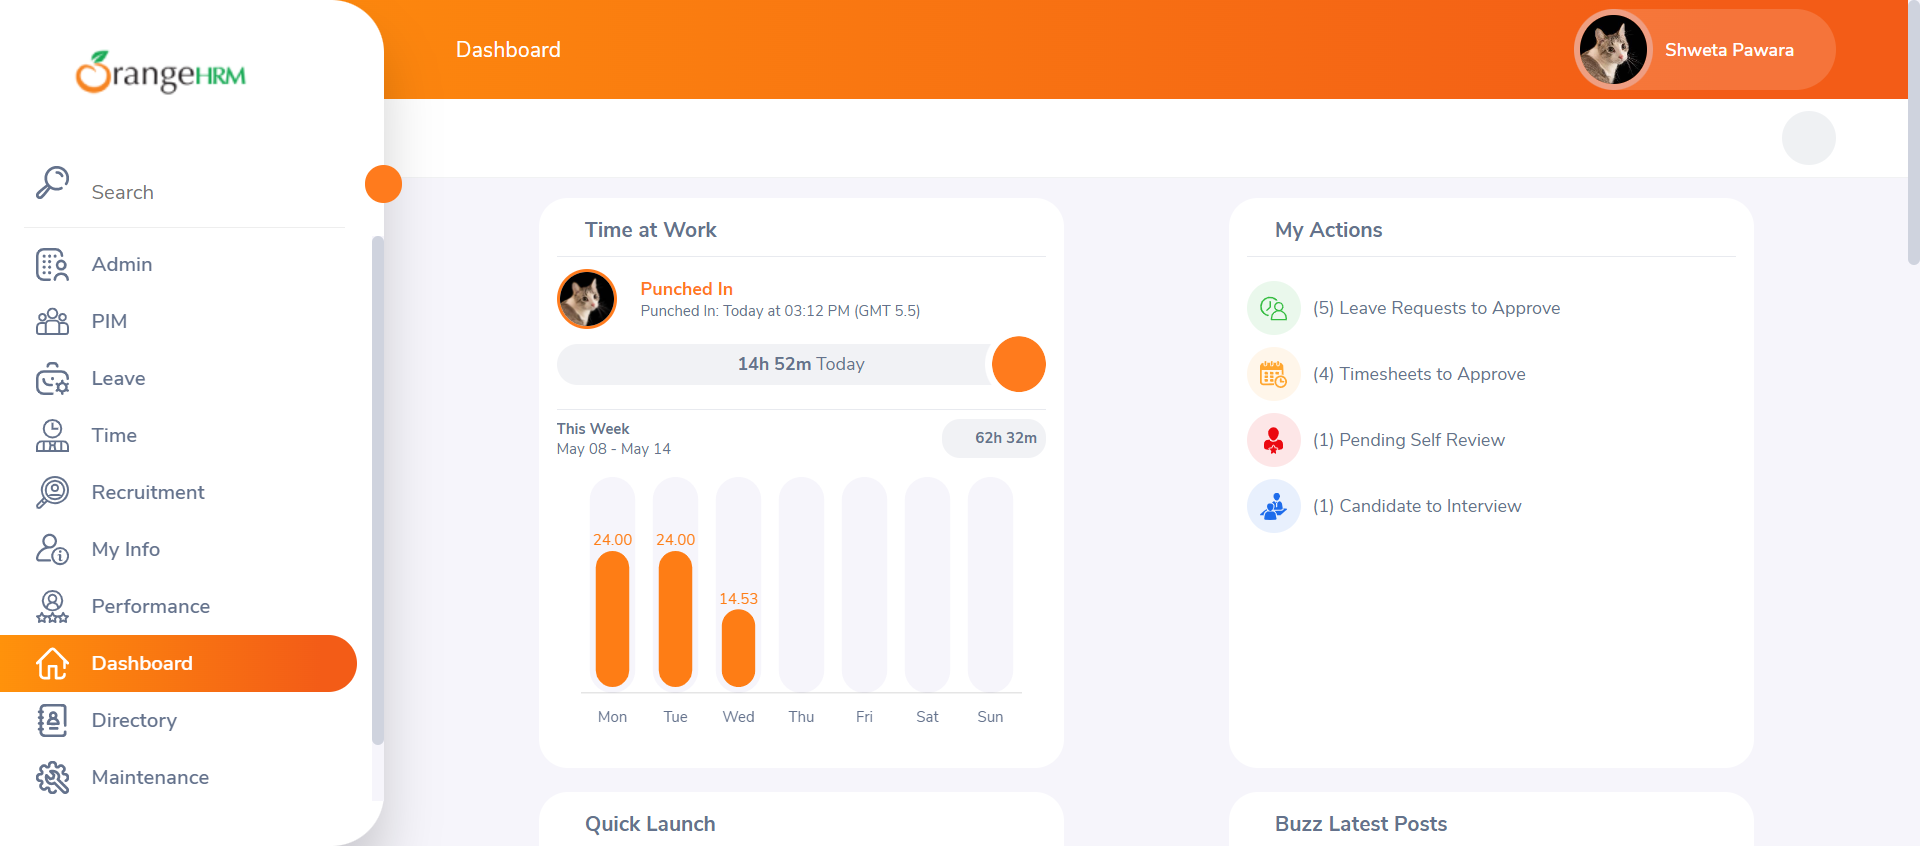 OrangeHRM
Dashboard
Shweta Pawara
Search
Admin
PIM
Leave
Time
Recruitment
My Info
Performance
Dashboard
Directory
Maintenance
Time at Work
Punched In
Punched In: Today at 03:12 PM (GMT 5.5)
14h 52m Today
This Week
May 08 - May 14
62h 32m
24.00
24.00
14.53
Mon
Tue
Wed
Thu
Fri
Sat
Sun
My Actions
(5) Leave Requests to Approve
(4) Timesheets to Approve
(1) Pending Self Review
(1) Candidate to Interview
Quick Launch
Buzz Latest Posts